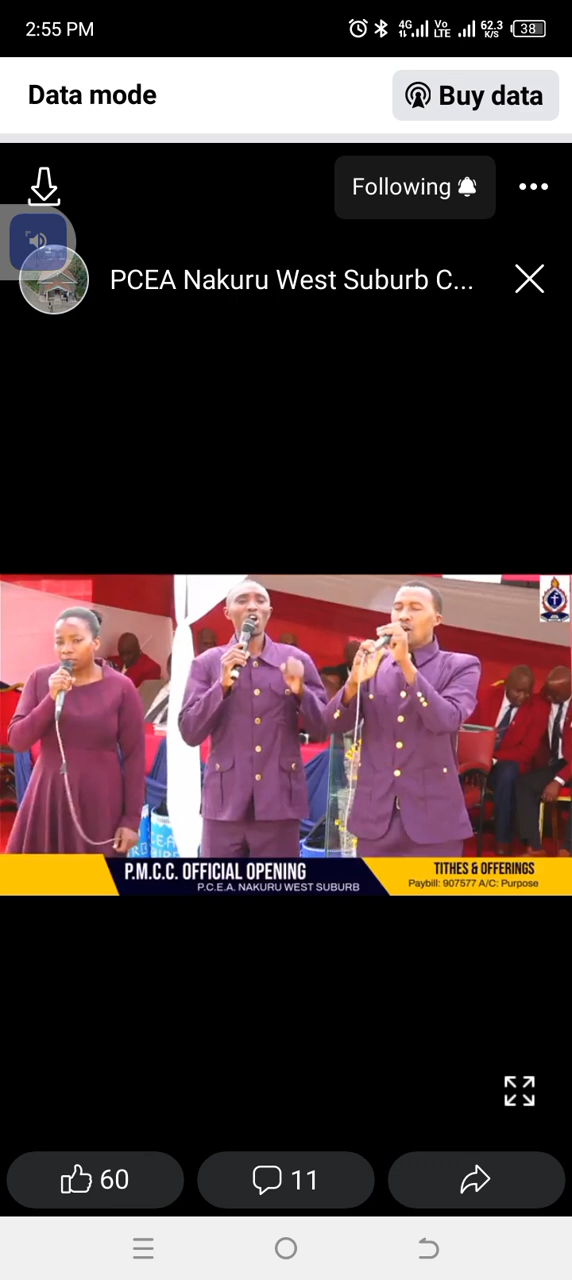 2:55 PM
4G
Vo
LTE
62.3
K/S
38
Data mode
Buy data
Following
PCEA Nakuru West Suburb C...
P.M.C.C. OFFICIAL OPENING
P.C.E.A. NAKURU WEST SUBURB
TITHES & OFFERINGS
Paybill: 907577 A/C: Purpose
60
11